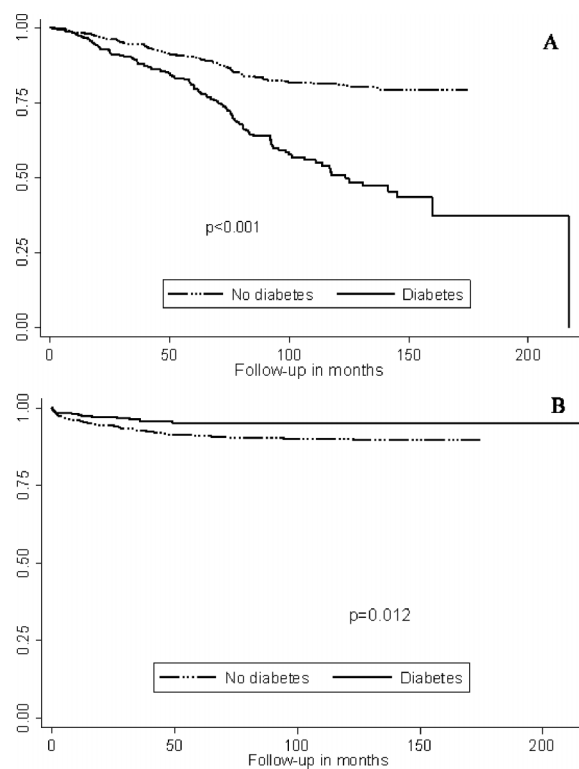 A
1.00
0.75
0.50
0.25
0.00
p<0.001
No diabetes Diabetes
0 50 100 150 200
Follow-up in months
B
1.00
0.75
0.50
0.25
0.00
p=0.012
No diabetes Diabetes
0 50 100 150 200
Follow-up in months